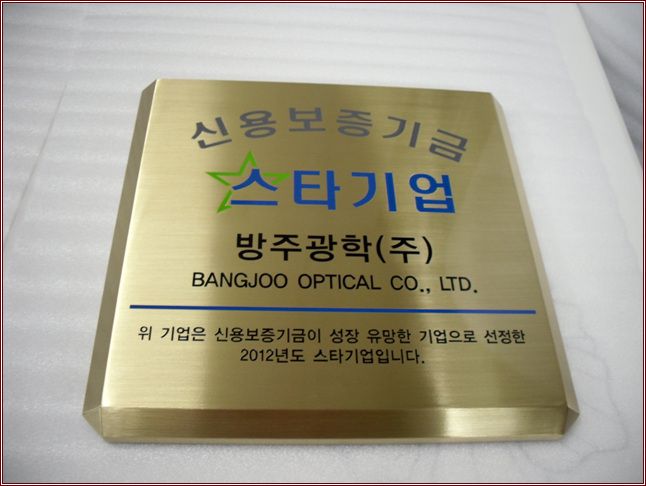 신용보증기금
스타기업
방주광학(주)
BANGJOO OPTICAL CO., LTD.
위 기업은 신용보증기금이 성장 유망한 기업으로 선정한
2012년도 스타기업입니다.